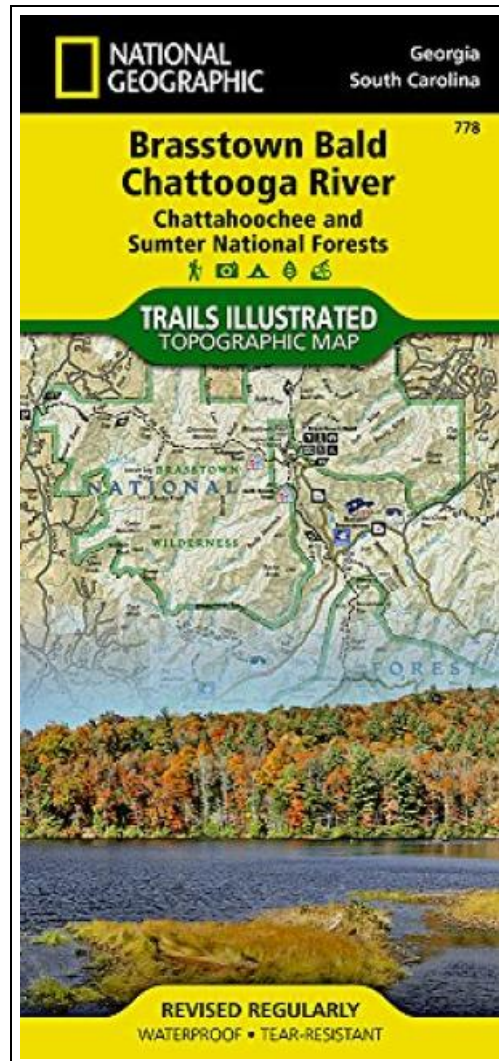 NATIONAL
GEOGRAPHIC
Georgia
South Carolina
778
Brasstown Bald
Chattooga River
Chattahoochee and
Sumter National Forests
TRAILS ILLUSTRATED
TOPOGRAPHIC MAP
BRASSTOWN
NATIONAL
WILDERNESS
FOREST
REVISED REGULARLY
WATERPROOF • TEAR-RESISTANT